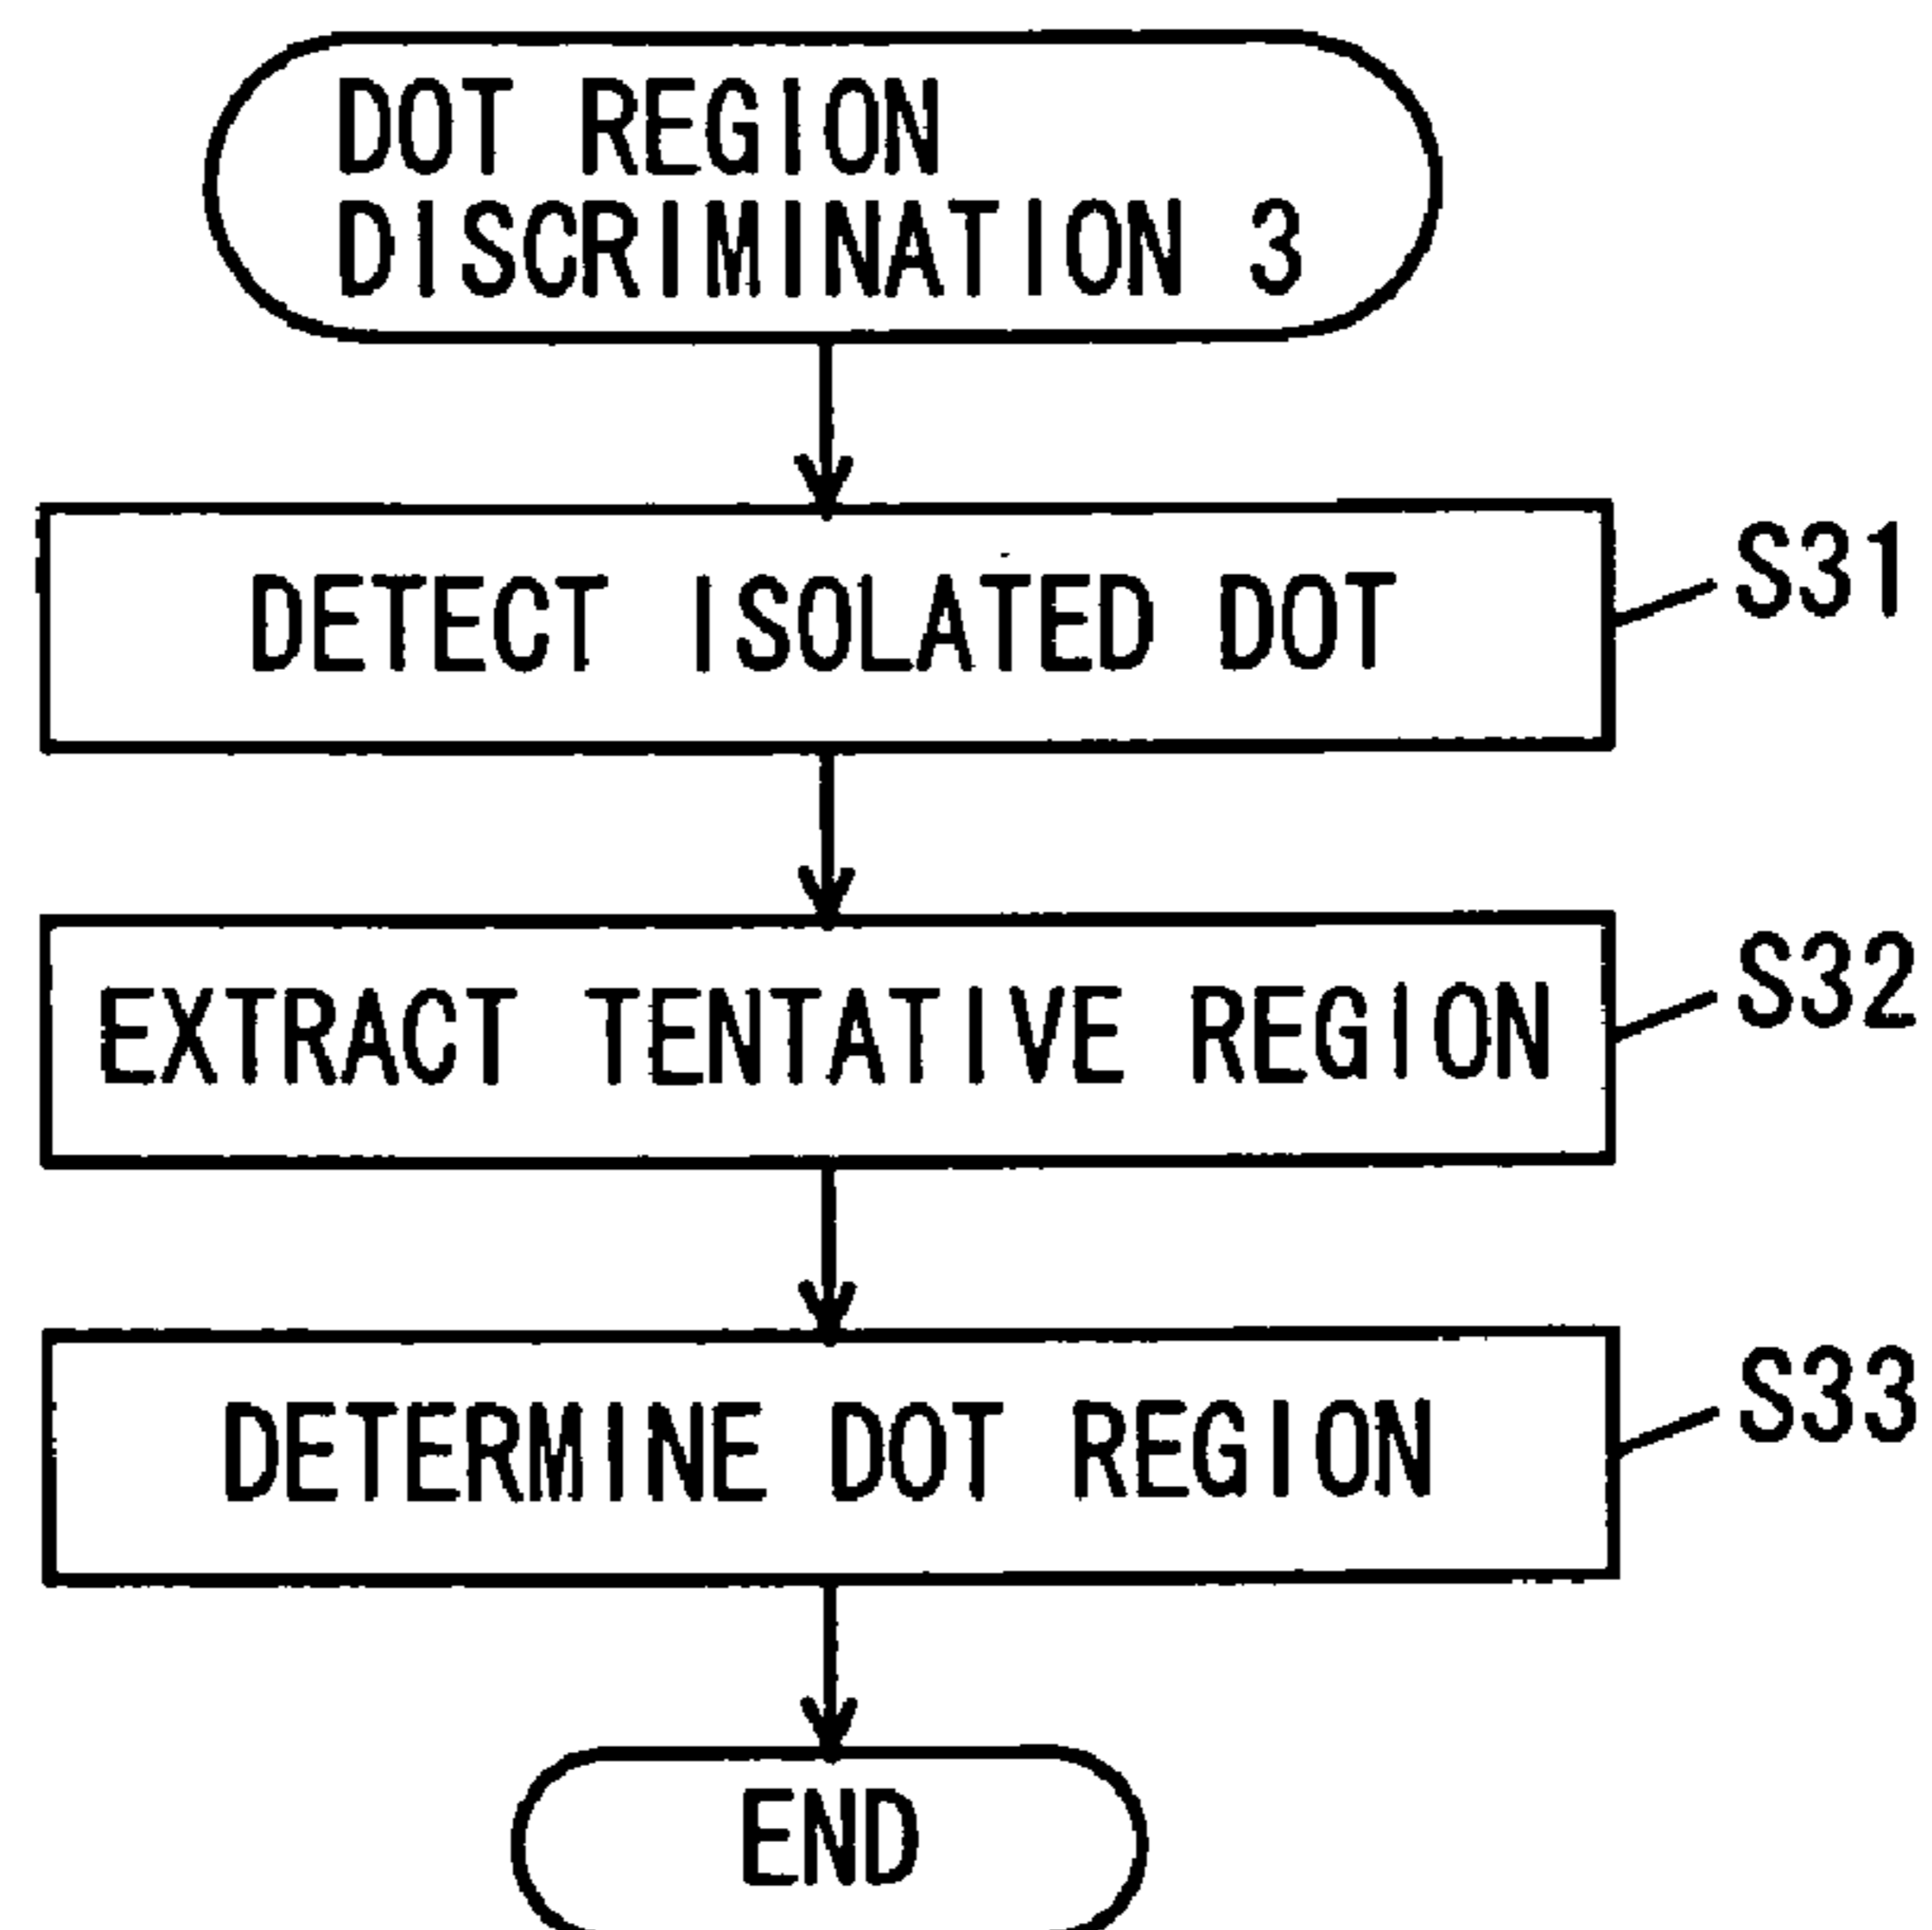 DOT REGION
DISCRIMINATION 3
DETECT ISOLATED DOT
S31
EXTRACT TENTATIVE REGION
S32
DETERMINE DOT REGION
S33
END